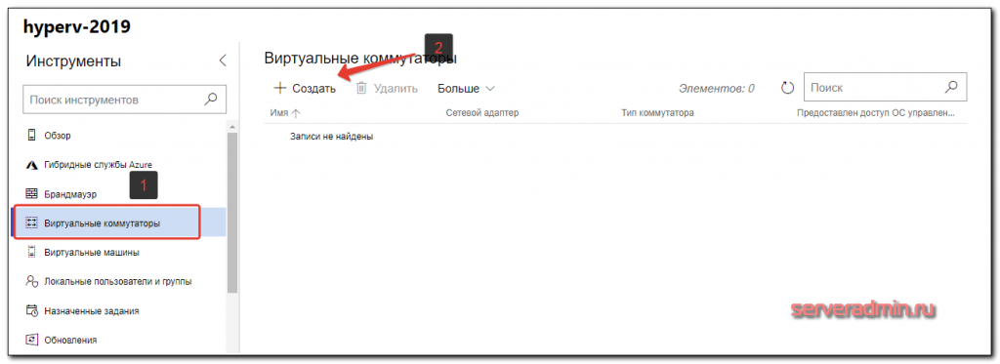 hyperv-2019
Инструменты
Поиск инструментов
Обзор
Гибридные службы Azure
1
Брандмауэр
Виртуальные коммутаторы
Виртуальные машины
Локальные пользователи и группы
Назначенные задания
Обновления
2
Виртуальные коммутаторы
Создать Удалить Больше Элементов: 0 Поиск
Имя Сетевой адаптер Тип коммутатора Предоставлен доступ ОС управлен...
Записи не найдены
serveradmin.ru